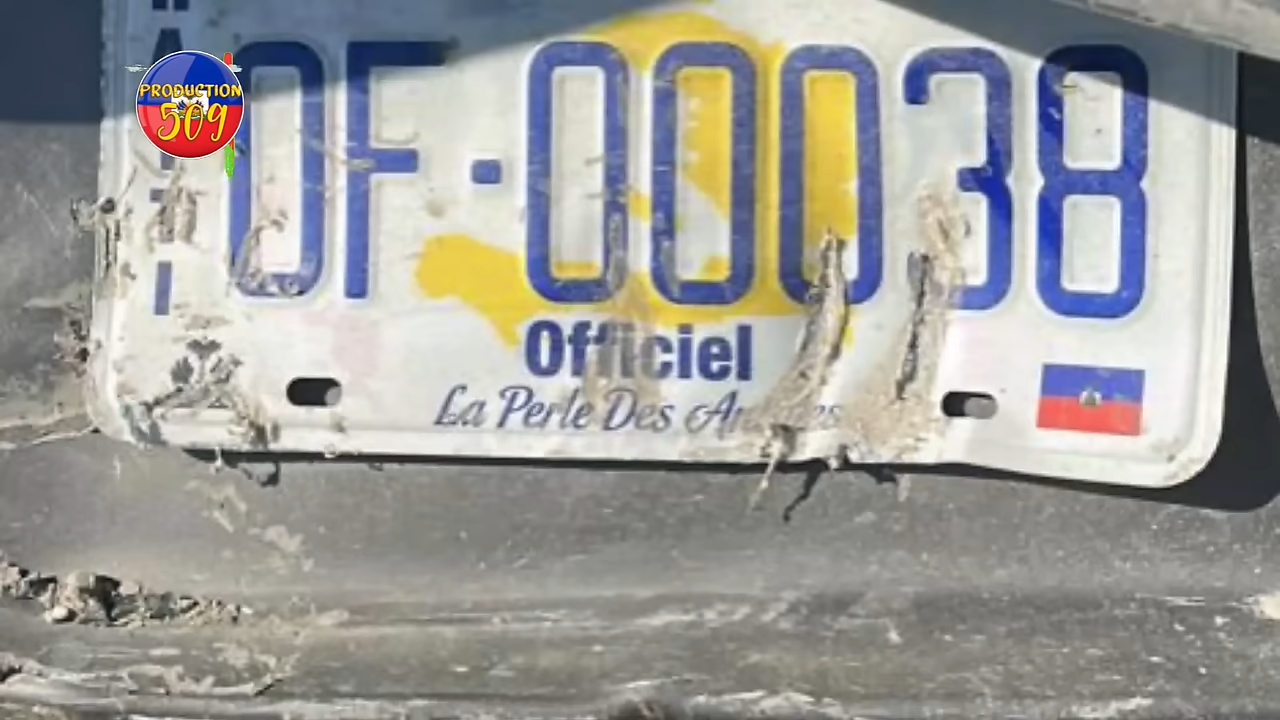 PRODUCTION
509
OF·00038
Officiel
La Perle Des